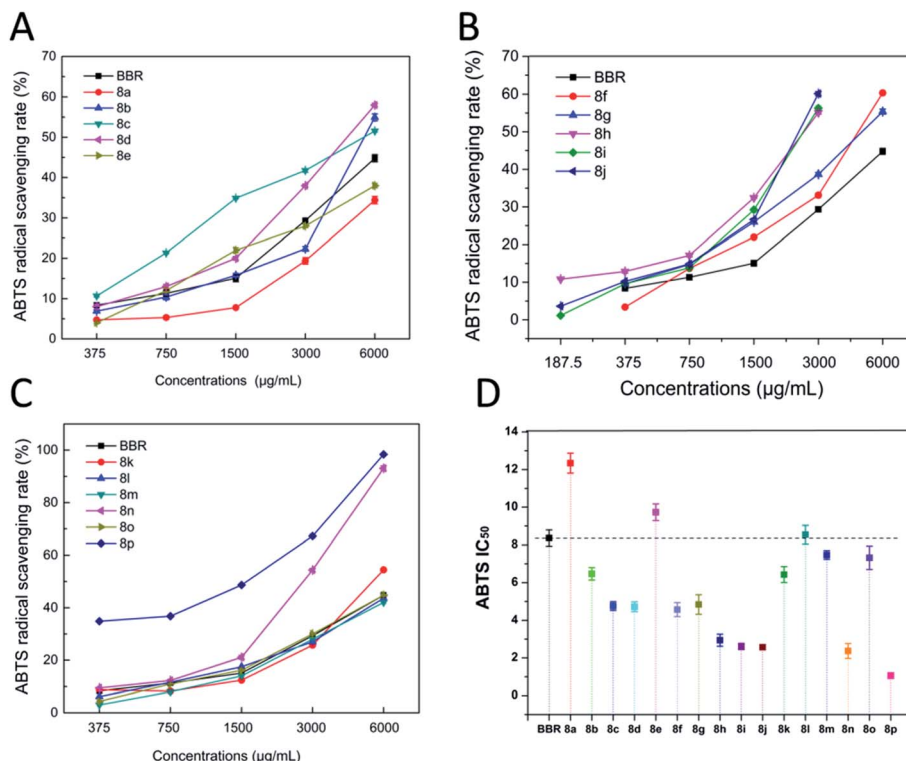 A
ABTS radical scavenging rate (%)
70
60
50
40
30
20
10
0
BBR
8a
8b
8c
8d
8e
375 750 1500 3000 6000
Concentrations (μg/mL)
B
ABTS radical scavenging rate (%)
70
60
50
40
30
20
10
0
BBR
8f
8g
8h
8i
8j
187.5 375 750 1500 3000 6000
Concentrations (μg/mL)
C
ABTS radical scavenging rate (%)
100
80
60
40
20
0
BBR
8k
8l
8m
8n
8o
8p
375 750 1500 3000 6000
Concentrations (μg/mL)
D
ABTS IC50
14
12
10
8
6
4
2
0
BBR 8a 8b 8c 8d 8e 8f 8g 8h 8i 8j 8k 8l 8m 8n 8o 8p